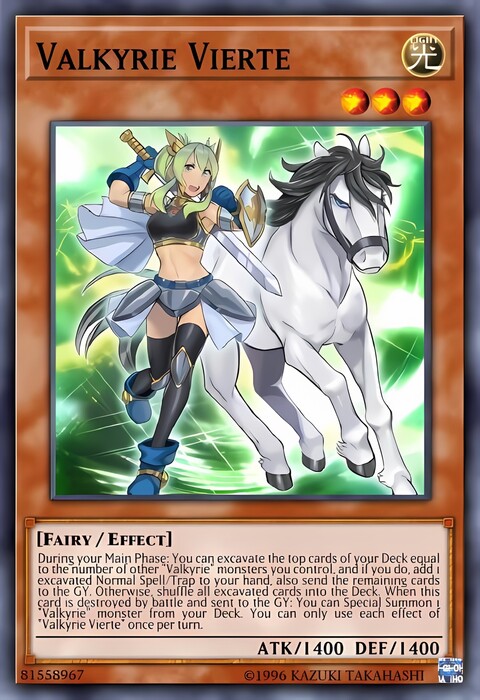 VALKYRIE VIERTE
光
[FAIRY / EFFECT]
During your Main Phase: You can excavate the top cards of your Deck equal
to the number of other "Valkyrie" monsters you control, and if you do, add 1
excavated Normal Spell/Trap to your hand, also send the remaining cards
to the GY. Otherwise, shuffle all excavated cards into the Deck. When this
card is destroyed by battle and sent to the GY: You can Special Summon 1
"Valkyrie" monster from your Deck. You can only use each effect of
"Valkyrie Vierte" once per turn.
ATK/1400 DEF/1400
81558967
©1996 KAZUKI TAKAHASHI